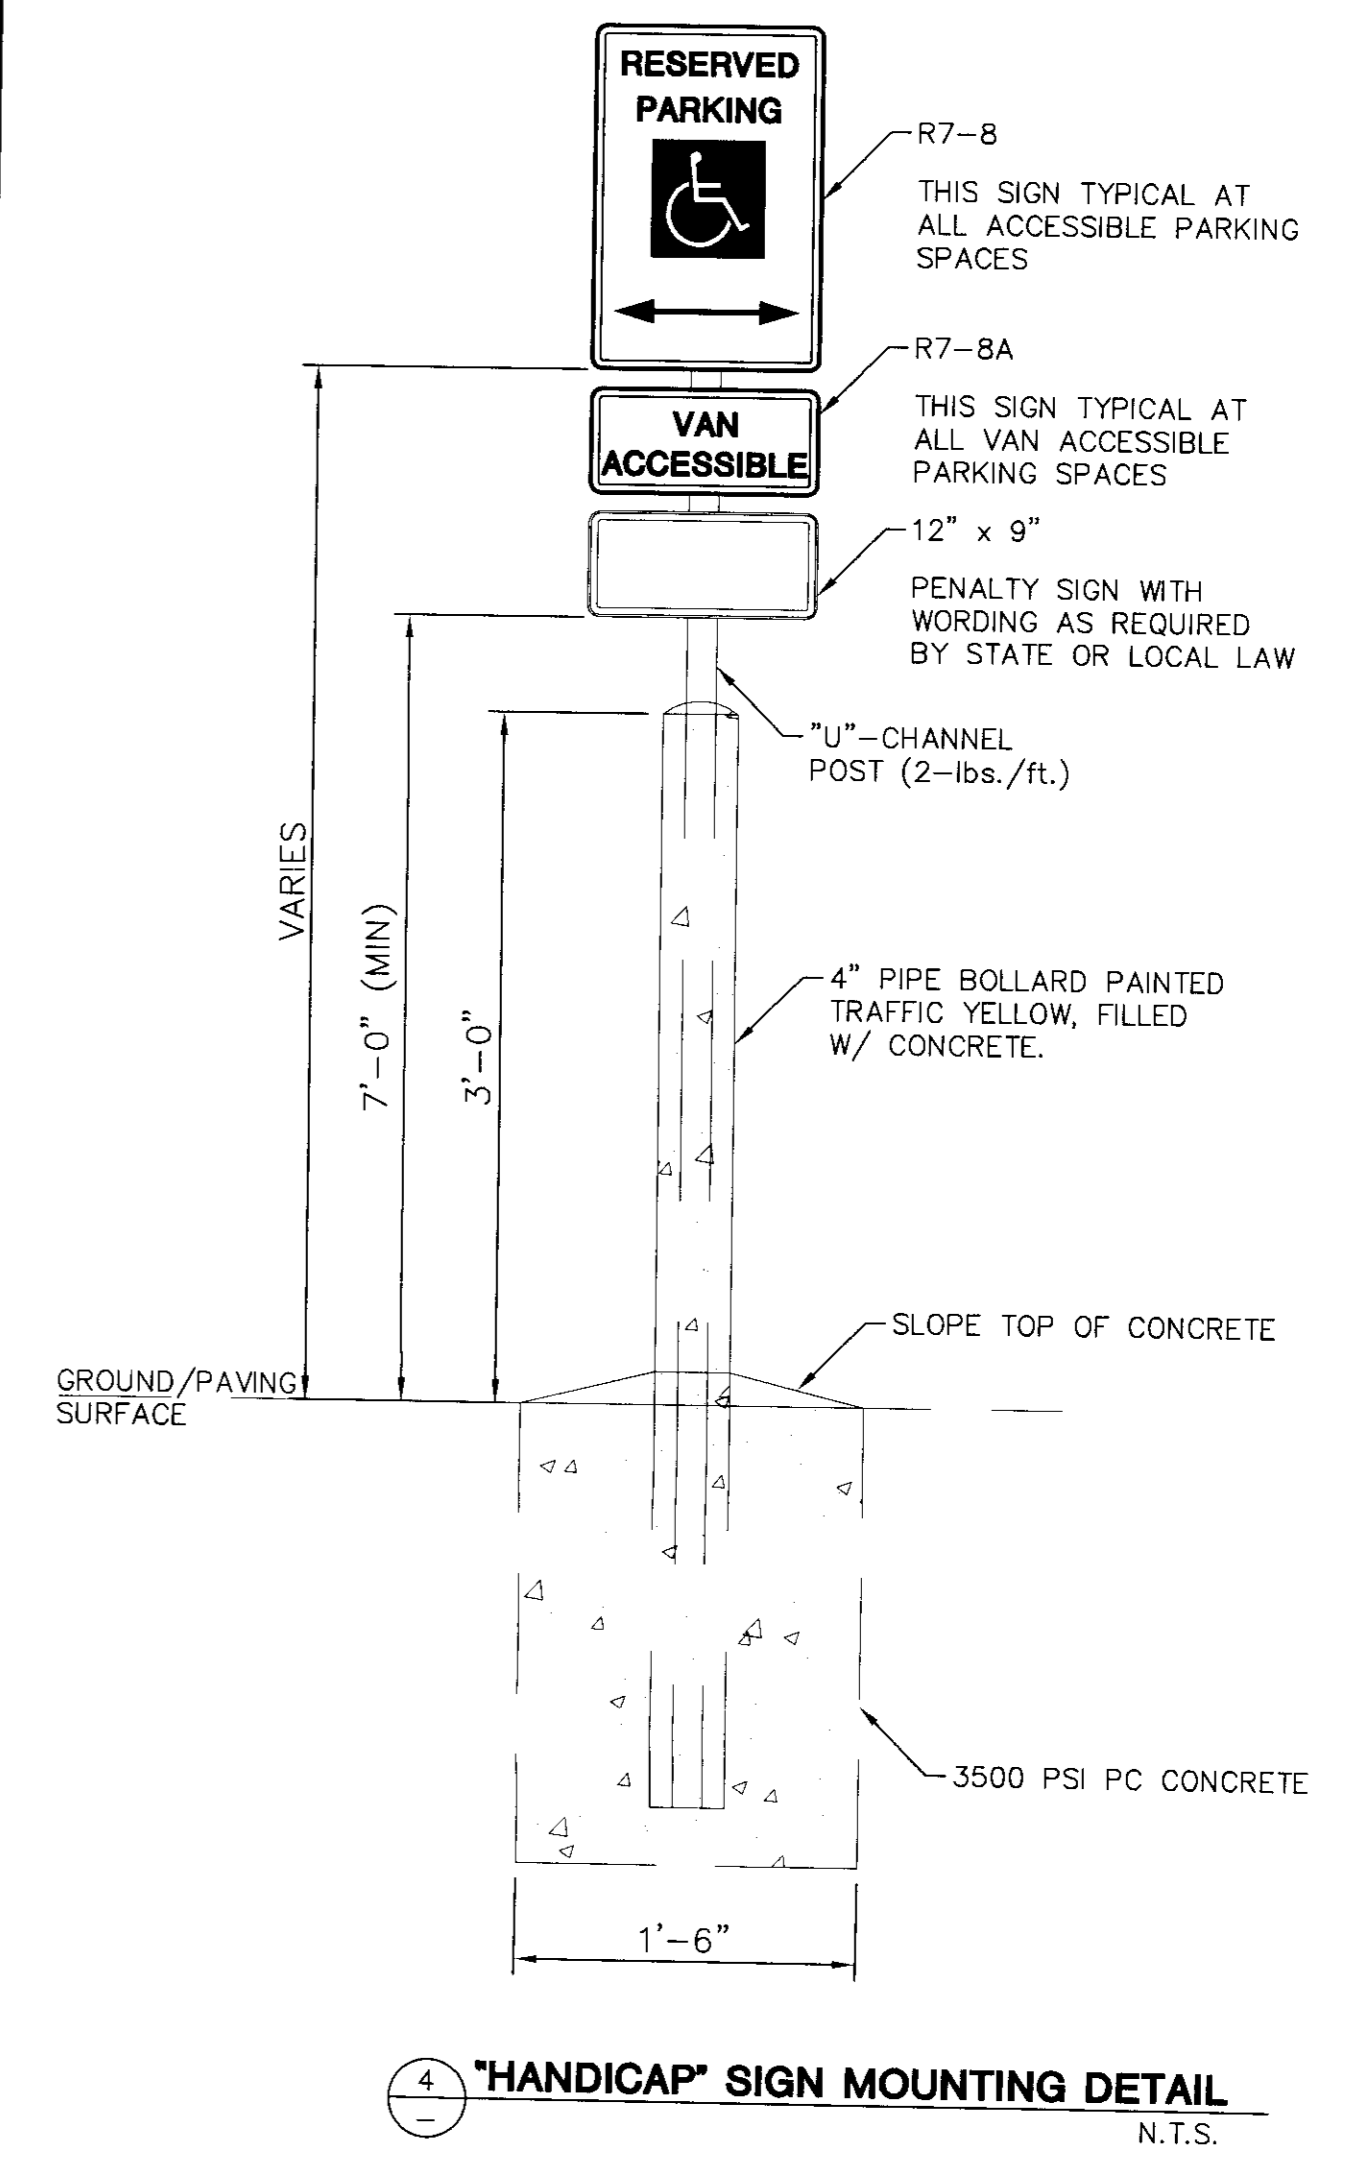 RESERVED
PARKING
R7-8
THIS SIGN TYPICAL AT
ALL ACCESSIBLE PARKING
SPACES
R7-8A
VAN
ACCESSIBLE
THIS SIGN TYPICAL AT
ALL VAN ACCESSIBLE
PARKING SPACES
12" x 9"
PENALTY SIGN WITH
WORDING AS REQUIRED
BY STATE OR LOCAL LAW
"U"-CHANNEL
POST (2-lbs./ft.)
VARIES
7'-0" (MIN)
3'-0"
4" PIPE BOLLARD PAINTED
TRAFFIC YELLOW, FILLED
W/ CONCRETE.
SLOPE TOP OF CONCRETE
GROUND/PAVING
SURFACE
3500 PSI PC CONCRETE
1'-6"
4
–
"HANDICAP" SIGN MOUNTING DETAIL
N.T.S.